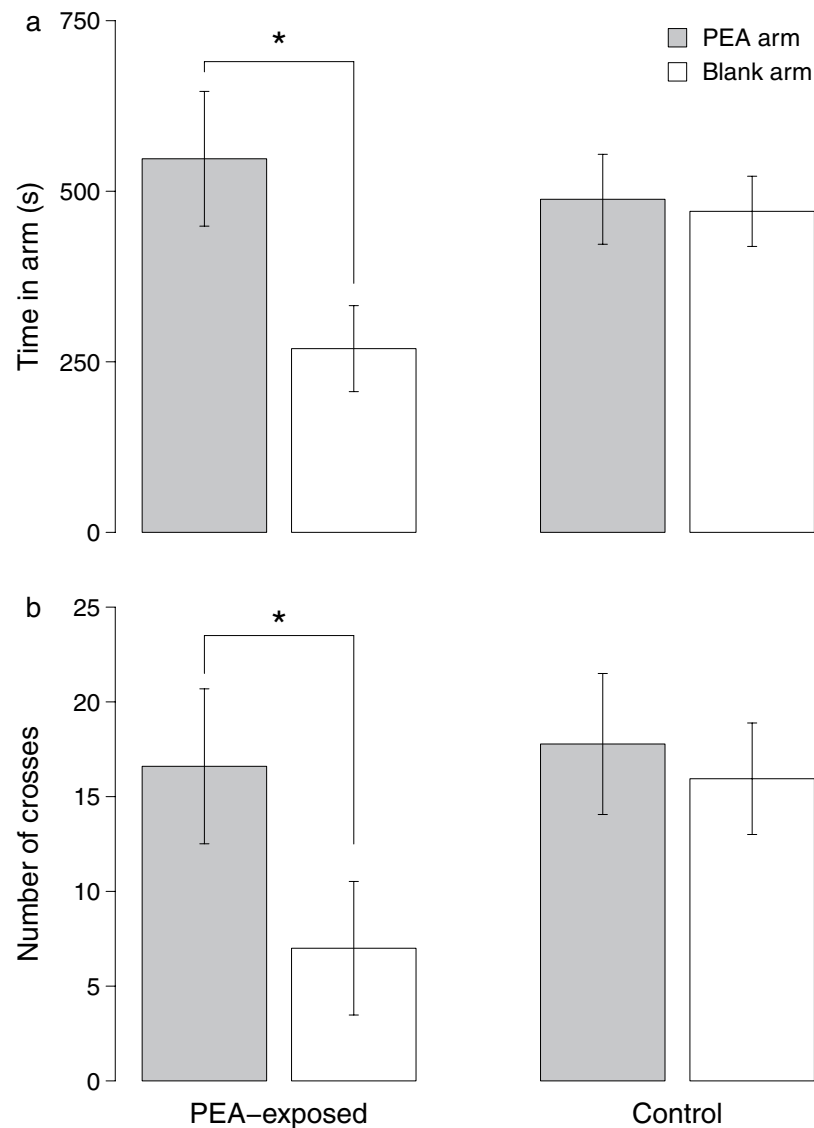 a
750
500
250
0
Time in arm (s)
*
PEA arm
Blank arm
b
25
20
15
10
5
0
Number of crosses
*
PEA−exposed
Control